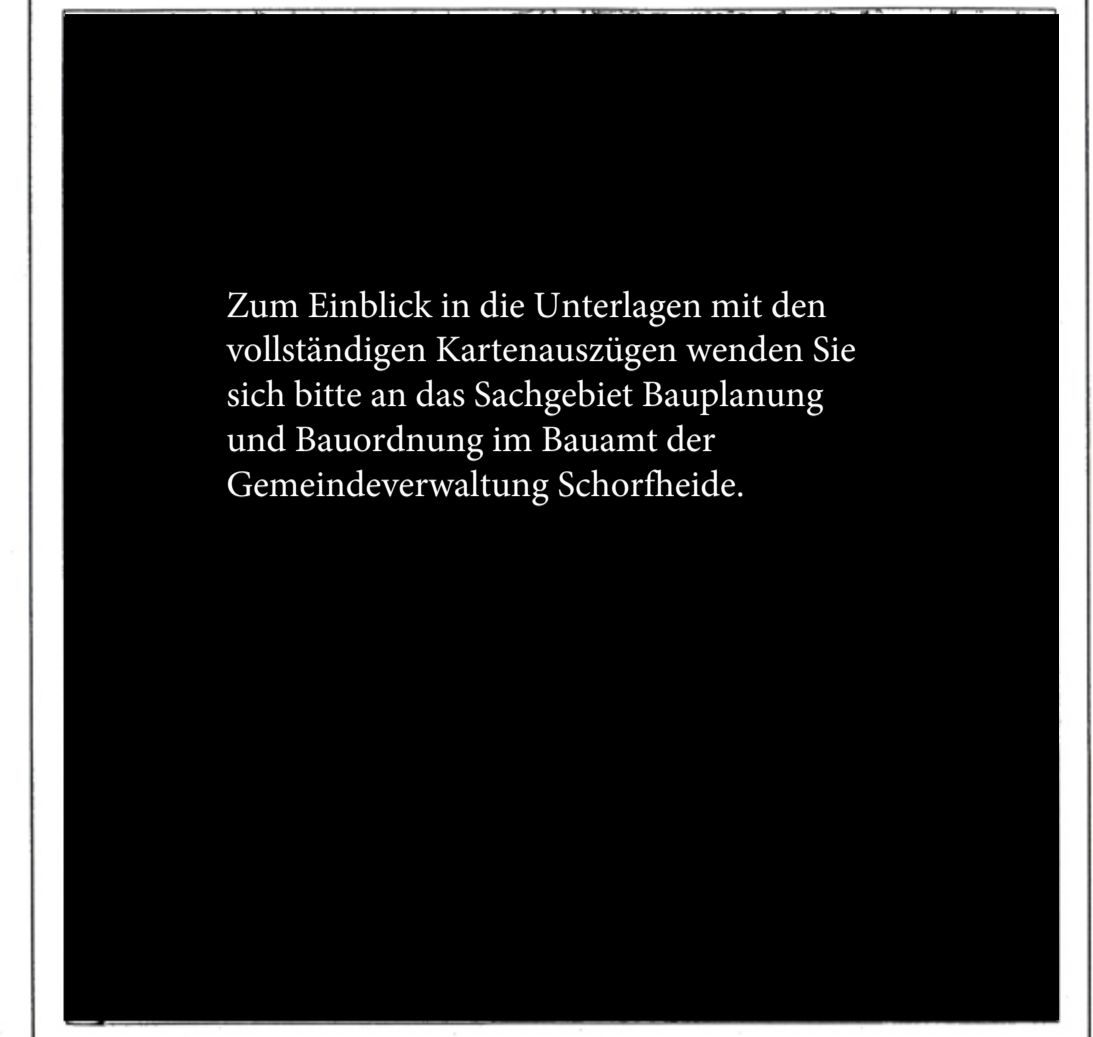 Zum Einblick in die Unterlagen mit den
vollständigen Kartenauszügen wenden Sie
sich bitte an das Sachgebiet Bauplanung
und Bauordnung im Bauamt der
Gemeindeverwaltung Schorfheide.